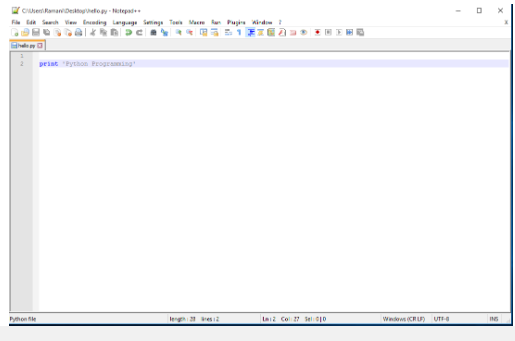 C:\Users\Ramani\Desktop\hello.py - Notepad++
File Edit Search View Encoding Language Settings Tools Macro Run Plugins Window ? X
hello.py
1
2 print 'Python Programming'
Python file length: 29 lines: 2 Ln: 2 Col: 27 Sel: 0 | 0 Windows (CR LF) UTF-8 INS